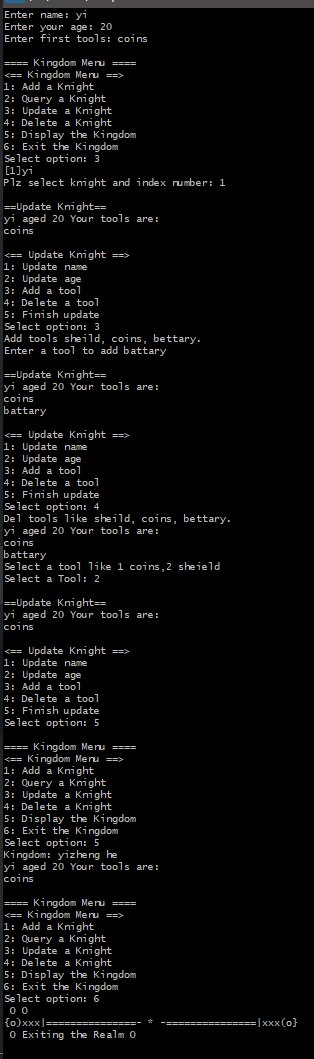 Enter name: yi
Enter your age: 20
Enter first tools: coins

==== Kingdom Menu ====
<== Kingdom Menu ==>
1: Add a Knight
2: Query a Knight
3: Update a Knight
4: Delete a Knight
5: Display the Kingdom
6: Exit the Kingdom
Select option: 3
[1]yi
Plz select knight and index number: 1

==Update Knight==
yi aged 20 Your tools are:
coins

<== Update Knight ==>
1: Update name
2: Update age
3: Add a tool
4: Delete a tool
5: Finish update
Select option: 3
Add tools sheild, coins, bettary.
Enter a tool to add battary

==Update Knight==
yi aged 20 Your tools are:
coins
battary

<== Update Knight ==>
1: Update name
2: Update age
3: Add a tool
4: Delete a tool
5: Finish update
Select option: 4
Del tools like sheild, coins, bettary.
yi aged 20 Your tools are:
coins
battary
Select a tool like 1 coins,2 sheield
Select a Tool: 2

==Update Knight==
yi aged 20 Your tools are:
coins

<== Update Knight ==>
1: Update name
2: Update age
3: Add a tool
4: Delete a tool
5: Finish update
Select option: 5

==== Kingdom Menu ====
<== Kingdom Menu ==>
1: Add a Knight
2: Query a Knight
3: Update a Knight
4: Delete a Knight
5: Display the Kingdom
6: Exit the Kingdom
Select option: 5
Kingdom: yizheng he
yi aged 20 Your tools are:
coins

==== Kingdom Menu ====
<== Kingdom Menu ==>
1: Add a Knight
2: Query a Knight
3: Update a Knight
4: Delete a Knight
5: Display the Kingdom
6: Exit the Kingdom
Select option: 6
O O
{o)xxx|===============- * -===============|xxx(o}
O Exiting the Realm O